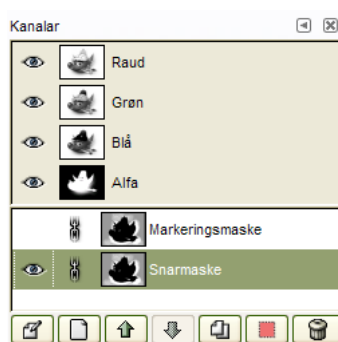 Kanalar
Raud
Grøn
Blå
Alfa
Markeringsmaske
Snarmaske